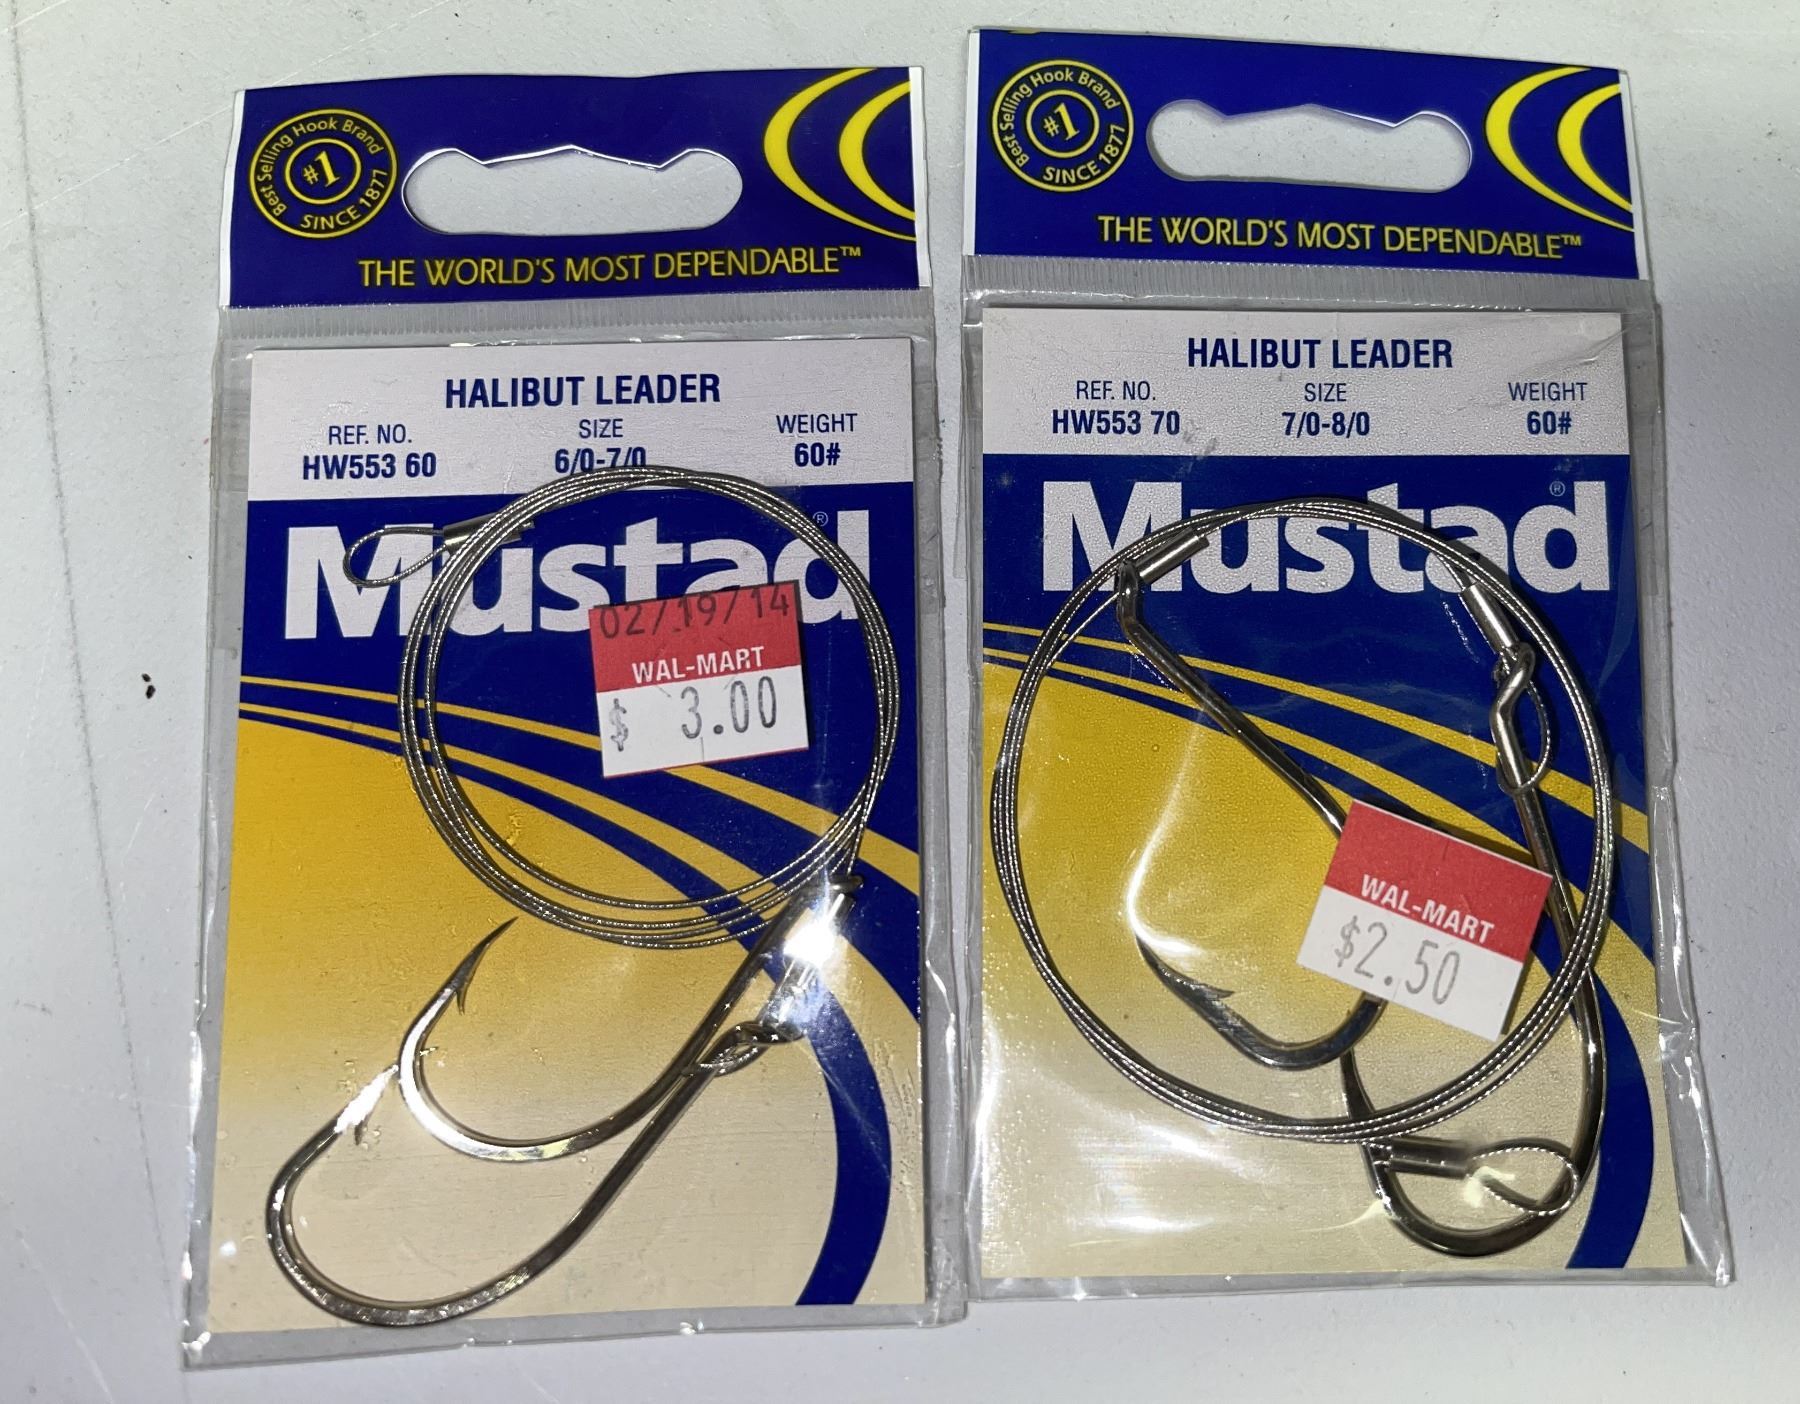 Best Selling Hook Brand
#1
SINCE 1877
THE WORLD'S MOST DEPENDABLE™
HALIBUT LEADER
REF. NO. SIZE WEIGHT
HW553 60 6/0-7/0 60#
Mustad®
02/19/14
WAL-MART
$ 3.00
Best Selling Hook Brand
#1
SINCE 1877
THE WORLD'S MOST DEPENDABLE™
HALIBUT LEADER
REF. NO. SIZE WEIGHT
HW553 70 7/0-8/0 60#
Mustad®
WAL-MART
$2.50